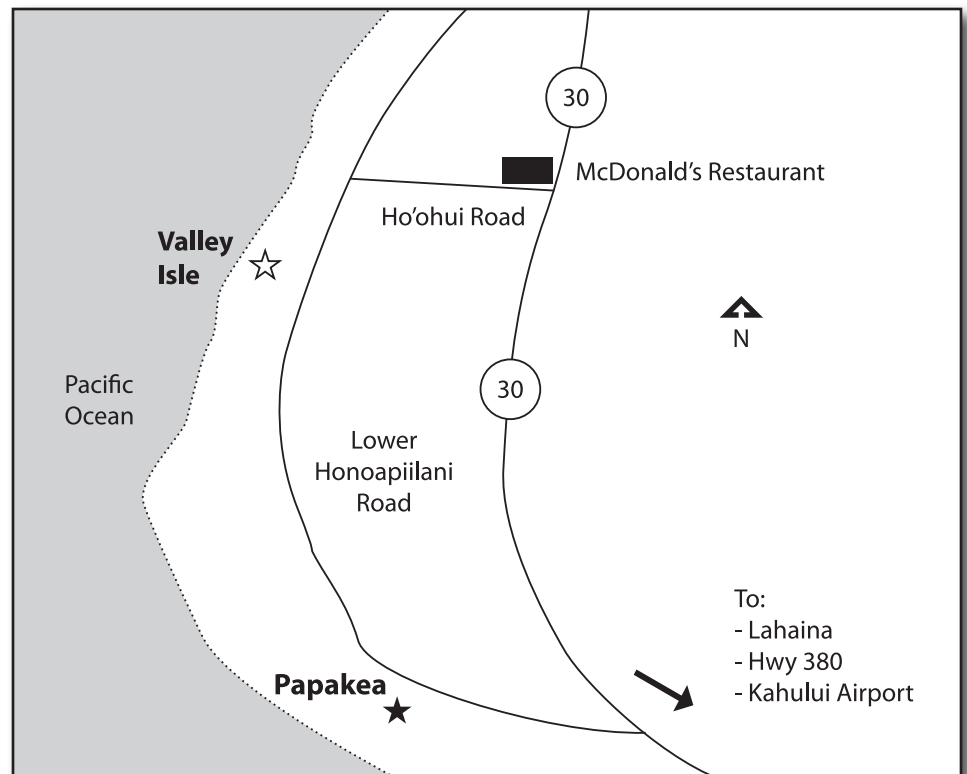 30
McDonald's Restaurant
Ho'ohui Road
Valley
Isle
N
30
Pacific
Ocean
Lower
Honoapiilani
Road
To:
- Lahaina
- Hwy 380
- Kahului Airport
Papakea